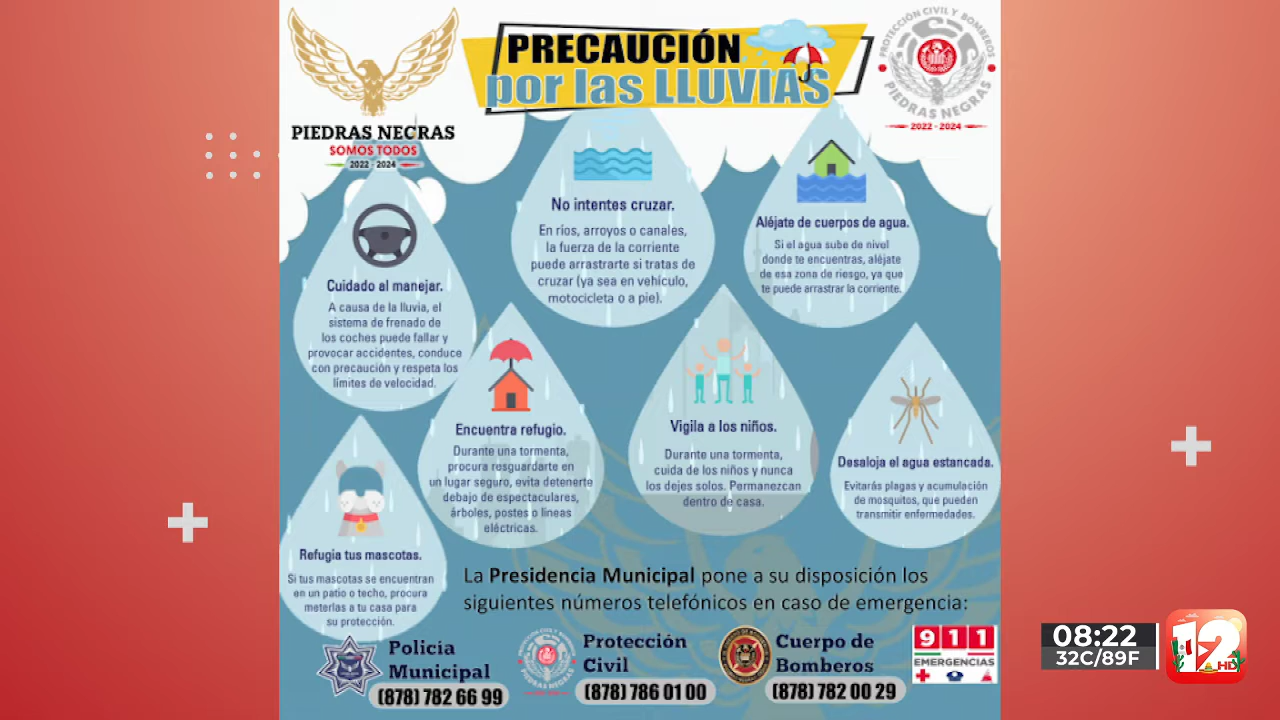 PRECAUCIÓN
por las LLUVIAS
PIEDRAS NEGRAS
SOMOS TODOS
2022 - 2024
PROTECCIÓN CIVIL Y BOMBEROS
PIEDRAS NEGRAS
2022 - 2024
No intentes cruzar.
En ríos, arroyos o canales,
la fuerza de la corriente
puede arrastrarte si tratas de
cruzar (ya sea en vehículo,
motocicleta o a pie).
Aléjate de cuerpos de agua.
Si el agua sube de nivel
donde te encuentras, aléjate
de esa zona de riesgo, ya que
te puede arrastrar la corriente.
Cuidado al manejar.
A causa de la lluvia, el
sistema de frenado de
los coches puede fallar y
provocar accidentes, conduce
con precaución y respeta los
límites de velocidad.
Encuentra refugio.
Durante una tormenta,
procura resguardarte en
un lugar seguro, evita detenerte
debajo de espectaculares,
árboles, postes o líneas
eléctricas.
Vigila a los niños.
Durante una tormenta,
cuida de los niños y nunca
los dejes solos. Permanezcan
dentro de casa.
Desaloja el agua estancada.
Evitarás plagas y acumulación
de mosquitos, que pueden
transmitir enfermedades.
Refugia tus mascotas.
Si tus mascotas se encuentran
en un patio o techo, procura
meterlas a tu casa para
su protección.
La Presidencia Municipal pone a su disposición los
siguientes números telefónicos en caso de emergencia:
Policía
Municipal
(878) 782 66 99
Protección
Civil
(878) 786 01 00
Cuerpo de
Bomberos
(878) 782 00 29
911
EMERGENCIAS
08:22
32C/89F
12
HD